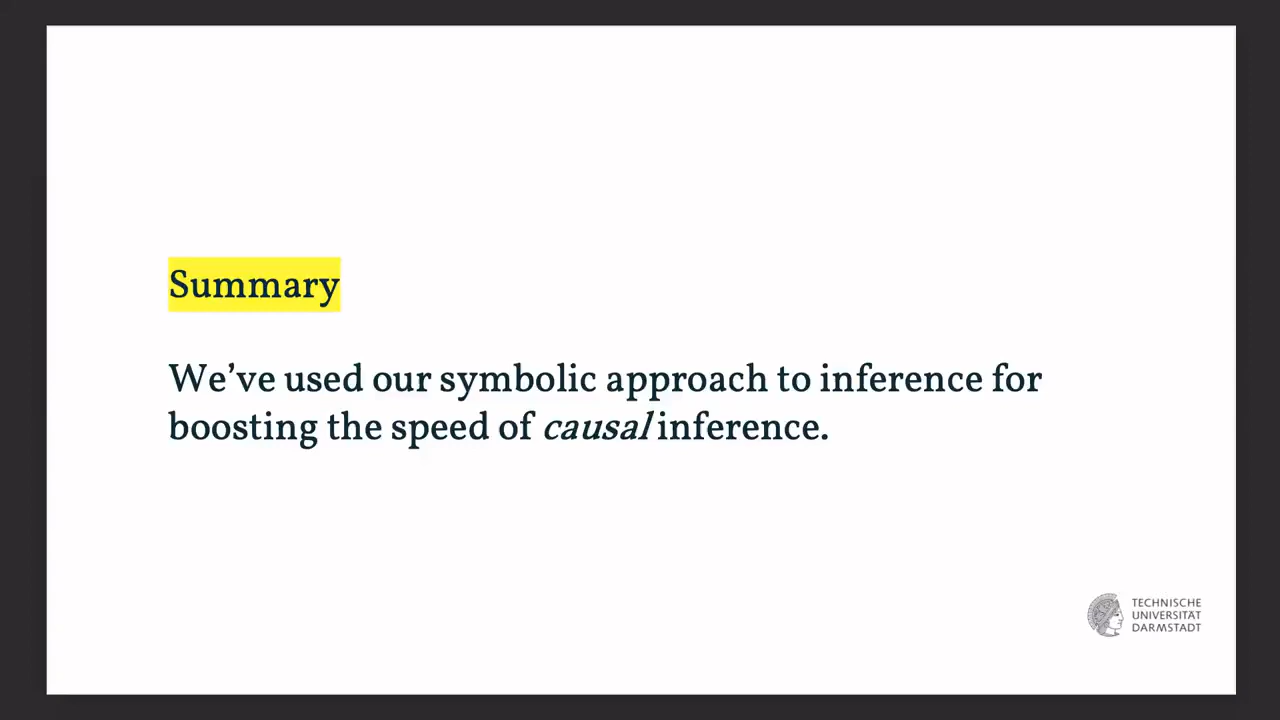 Summary
We’ve used our symbolic approach to inference for
boosting the speed of causal inference.
TECHNISCHE
UNIVERSITÄT
DARMSTADT